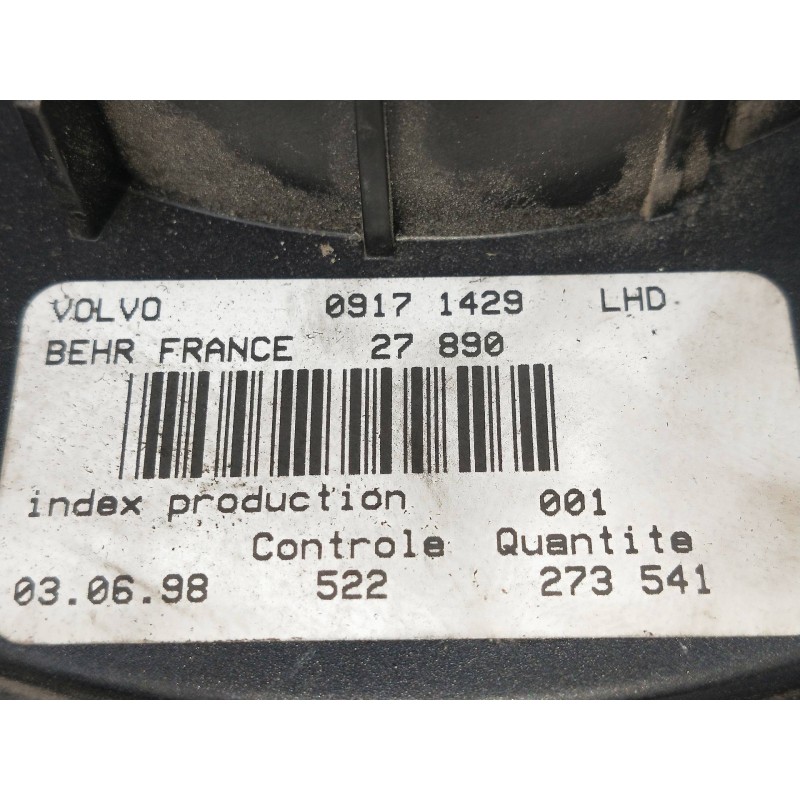 VOLVO 0917 1429 LHD
BEHR FRANCE 27 890
index production 001
Controle Quantite
03.06.98 522 273 541